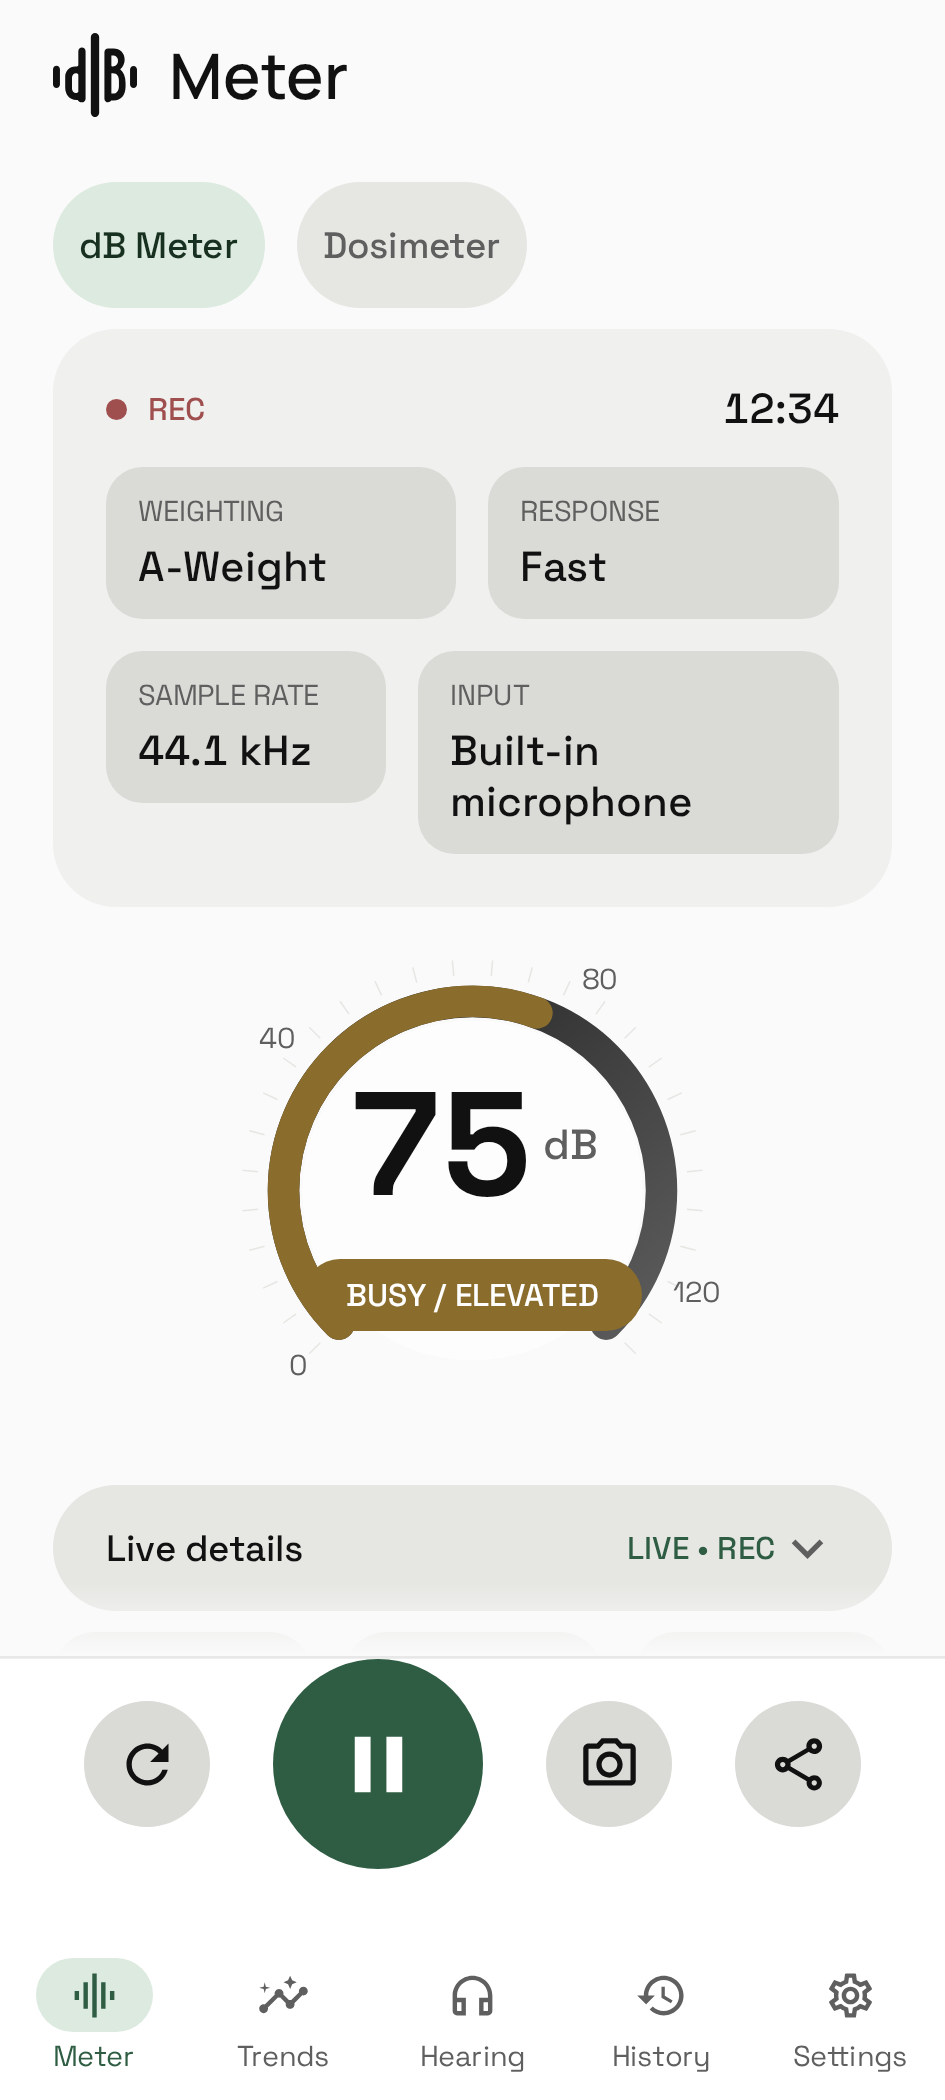 dB Meter
dB Meter
Dosimeter
REC
12:34
WEIGHTING
A-Weight
RESPONSE
Fast
SAMPLE RATE
44.1 kHz
INPUT
Built-in
microphone
0
40
80
120
75 dB
BUSY / ELEVATED
Live details
LIVE • REC
Meter
Trends
Hearing
History
Settings